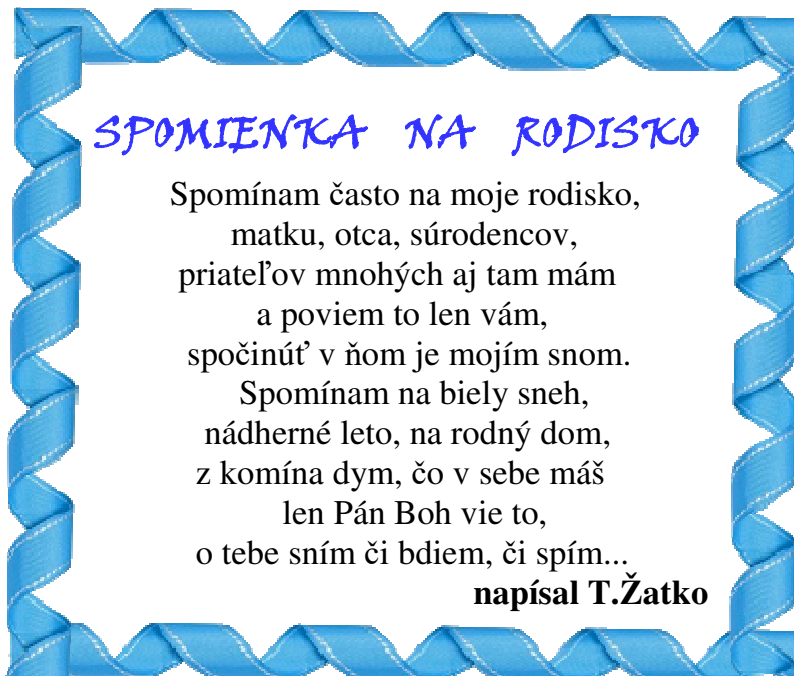 SPOMIENKA NA RODISKO
Spomínam často na moje rodisko,
matku, otca, súrodencov,
priateľov mnohých aj tam mám
a poviem to len vám,
spočinúť v ňom je mojím snom.
Spomínam na biely sneh,
nádherné leto, na rodný dom,
z komína dym, čo v sebe máš
len Pán Boh vie to,
o tebe sním či bdiem, či spím...
napísal T.Žatko